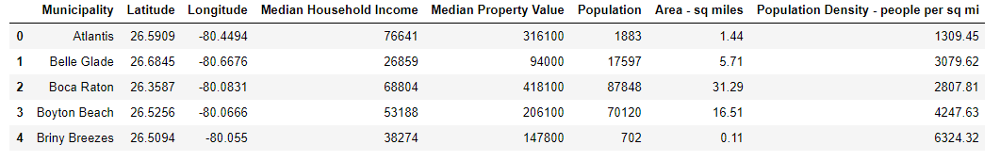 Municipality Latitude Longitude Median Household Income Median Property Value Population Area - sq miles Population Density - people per sq mi
0 Atlantis 26.5909 -80.4494 76641 316100 1883 1.44 1309.45
1 Belle Glade 26.6845 -80.6676 26859 94000 17597 5.71 3079.62
2 Boca Raton 26.3587 -80.0831 68804 418100 87848 31.29 2807.81
3 Boyton Beach 26.5256 -80.0666 53188 206100 70120 16.51 4247.63
4 Briny Breezes 26.5094 -80.055 38274 147800 702 0.11 6324.32